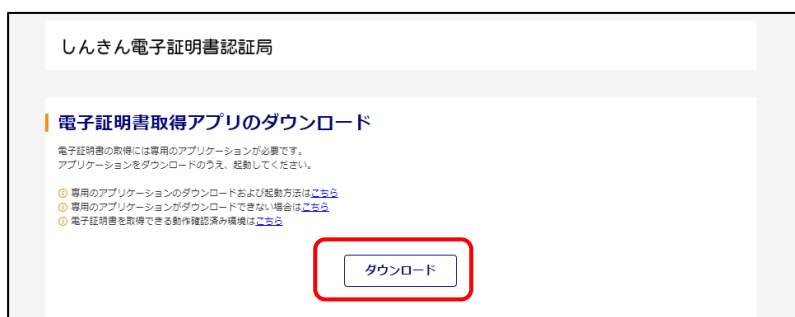 しんきん電子証明書認証局
電子証明書取得アプリのダウンロード
電子証明書の取得には専用のアプリケーションが必要です。
アプリケーションをダウンロードのうえ、起動してください。
専用のアプリケーションのダウンロードおよび起動方法はこちら
専用のアプリケーションがダウンロードできない場合はこちら
電子証明書を取得できる動作確認済み環境はこちら
ダウンロード